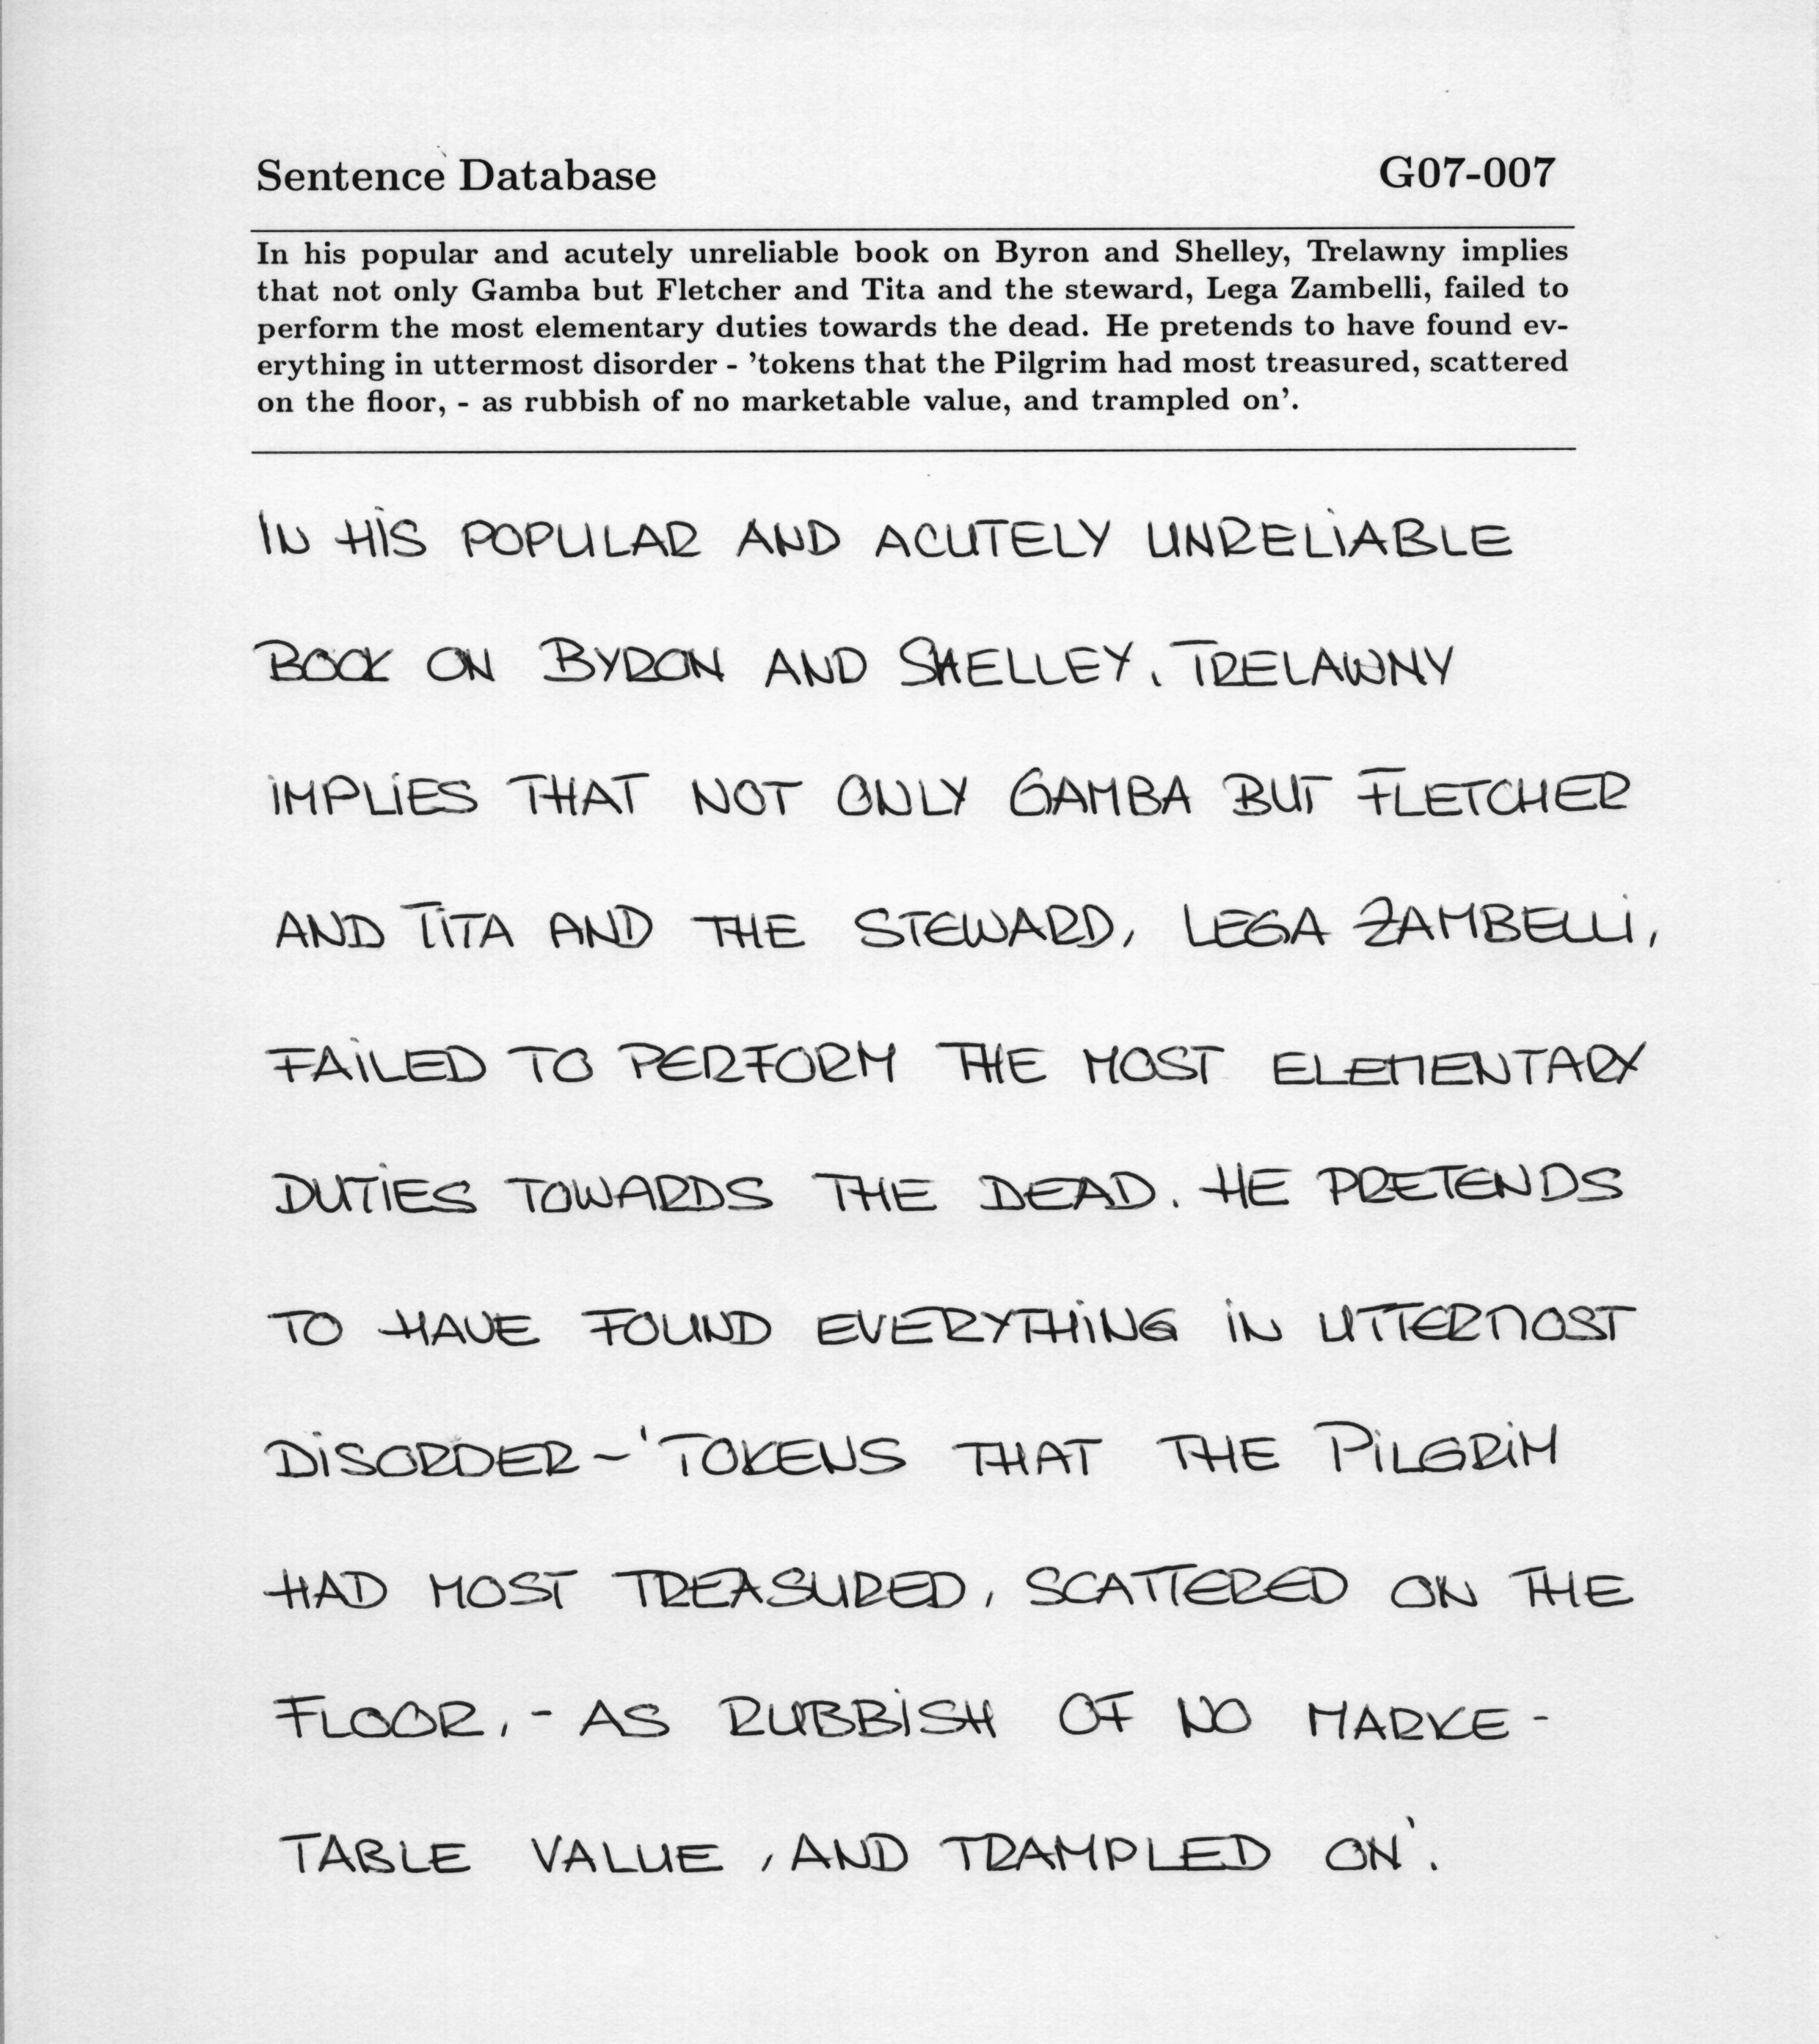 Sentence Database G07-007
In his popular and acutely unreliable book on Byron and Shelley, Trelawny implies
that not only Gamba but Fletcher and Tita and the steward, Lega Zambelli, failed to
perform the most elementary duties towards the dead. He pretends to have found ev-
erything in uttermost disorder - 'tokens that the Pilgrim had most treasured, scattered
on the floor, - as rubbish of no marketable value, and trampled on'.
IN HIS POPULAR AND ACUTELY UNRELIABLE
BOOK ON BYRON AND SHELLEY, TRELAWNY
IMPLIES THAT NOT ONLY GAMBA BUT FLETCHER
AND TITA AND THE STEWARD, LEGA ZAMBELLI,
FAILED TO PERFORM THE MOST ELEMENTARY
DUTIES TOWARDS THE DEAD. HE PRETENDS
TO HAVE FOUND EVERYTHING IN UTTERMOST
DISORDER - 'TOKENS THAT THE PILGRIM
HAD MOST TREASURED, SCATTERED ON THE
FLOOR, - AS RUBBISH OF NO MARKE -
TABLE VALUE, AND TRAMPLED ON'.